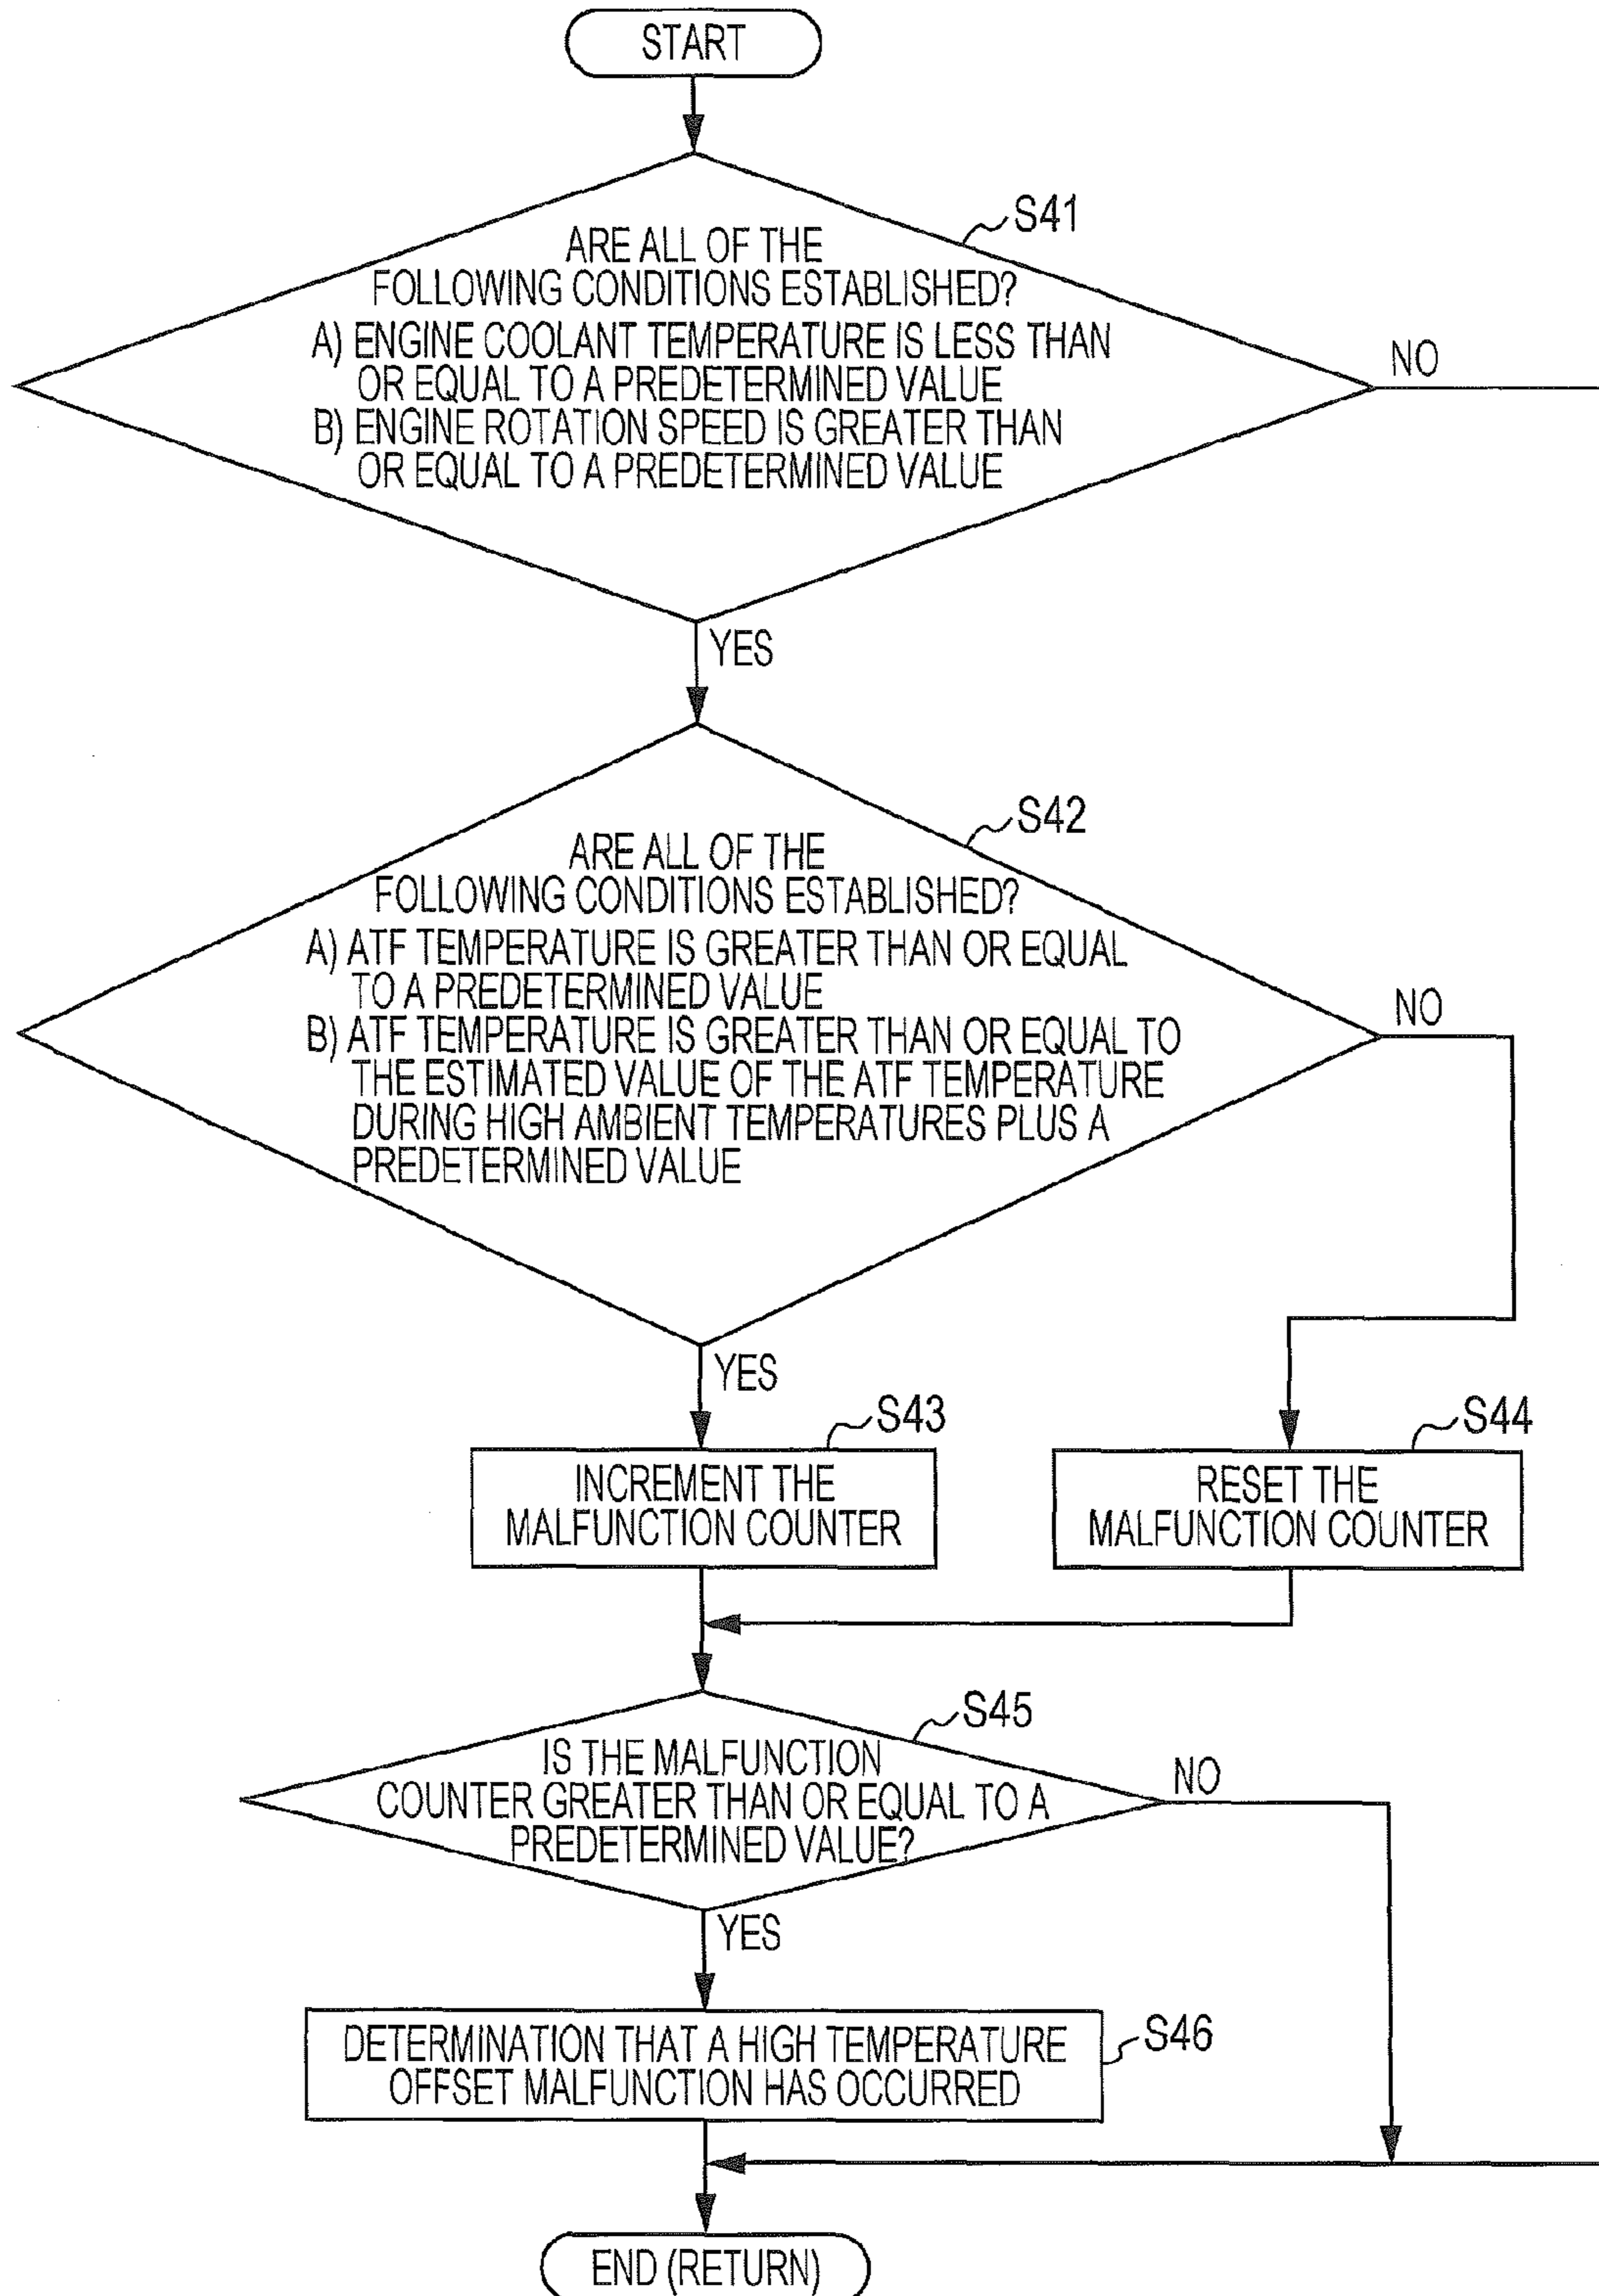 START
S41
ARE ALL OF THE
FOLLOWING CONDITIONS ESTABLISHED?
A) ENGINE COOLANT TEMPERATURE IS LESS THAN
OR EQUAL TO A PREDETERMINED VALUE
B) ENGINE ROTATION SPEED IS GREATER THAN
OR EQUAL TO A PREDETERMINED VALUE
NO
YES
S42
ARE ALL OF THE
FOLLOWING CONDITIONS ESTABLISHED?
A) ATF TEMPERATURE IS GREATER THAN OR EQUAL
TO A PREDETERMINED VALUE
B) ATF TEMPERATURE IS GREATER THAN OR EQUAL TO
THE ESTIMATED VALUE OF THE ATF TEMPERATURE
DURING HIGH AMBIENT TEMPERATURES PLUS A
PREDETERMINED VALUE
NO
YES
S43
INCREMENT THE
MALFUNCTION COUNTER
S44
RESET THE
MALFUNCTION COUNTER
S45
IS THE MALFUNCTION
COUNTER GREATER THAN OR EQUAL TO A
PREDETERMINED VALUE?
NO
YES
DETERMINATION THAT A HIGH TEMPERATURE
OFFSET MALFUNCTION HAS OCCURRED
S46
END (RETURN)